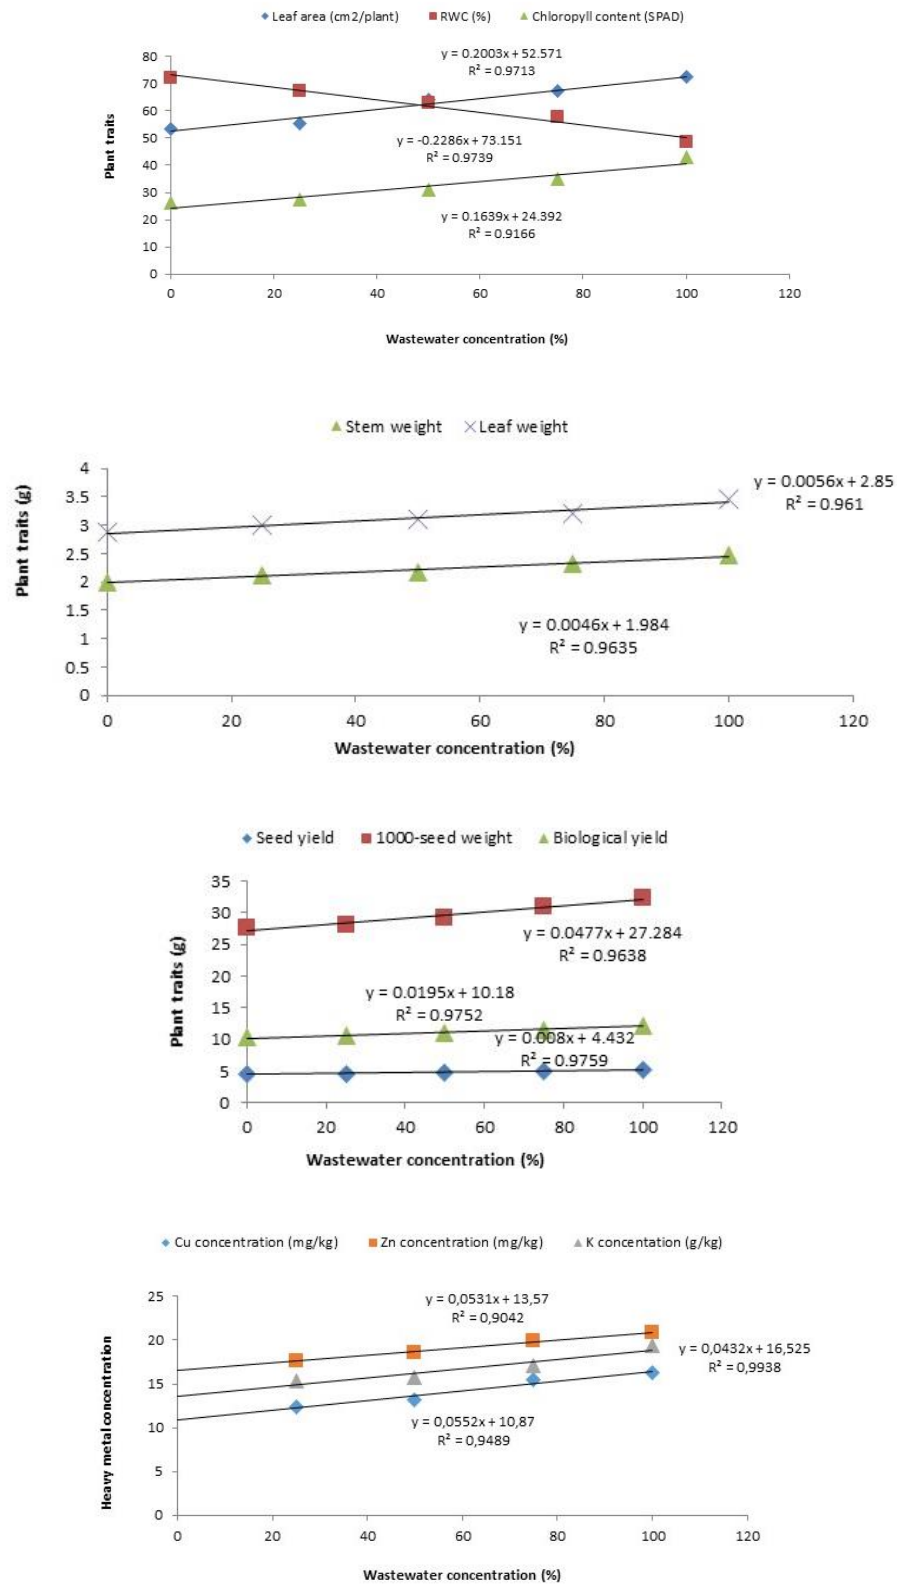 Leaf area (cm2/plant) RWC (%) Chloropyll content (SPAD)
y = 0.2003x + 52.571
R² = 0.9713
80
70
60
50
40
30
20
10
0
Plant traits
y = -0.2286x + 73.151
R² = 0.9739
y = 0.1639x + 24.392
R² = 0.9166
0 20 40 60 80 100 120
Wastewater concentration (%)
Stem weight Leaf weight
4
3.5
3
2.5
2
1.5
1
0.5
0
Plant traits (g)
y = 0.0056x + 2.85
R² = 0.961
y = 0.0046x + 1.984
R² = 0.9635
0 20 40 60 80 100 120
Wastewater concentration (%)
Seed yield 1000-seed weight Biological yield
35
30
25
20
15
10
5
0
Plant traits (g)
y = 0.0477x + 27.284
R² = 0.9638
y = 0.0195x + 10.18
R² = 0.9752
y = 0.008x + 4.432
R² = 0.9759
0 20 40 60 80 100 120
Wastewater concentration (%)
Cu concentration (mg/kg) Zn concentration (mg/kg) K concentation (g/kg)
25
20
15
10
5
0
Heavy metal concentration
y = 0,0531x + 13,57
R² = 0,9042
y = 0,0432x + 16,525
R² = 0,9938
y = 0,0552x + 10,87
R² = 0,9489
0 20 40 60 80 100 120
Wastewater concentration (%)